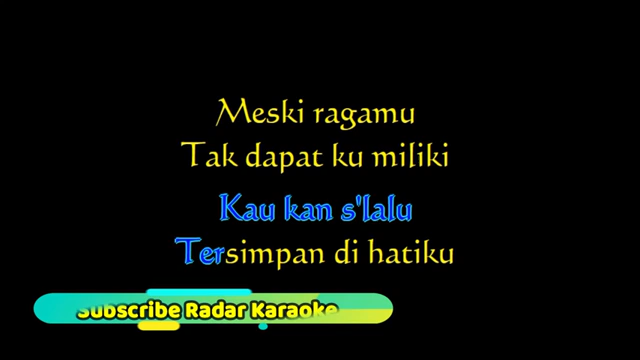 Meski ragamu
Tak dapat ku miliki
Kau kan s'lalu
Tersimpan di hatiku
Subscribe Radar Karaoke